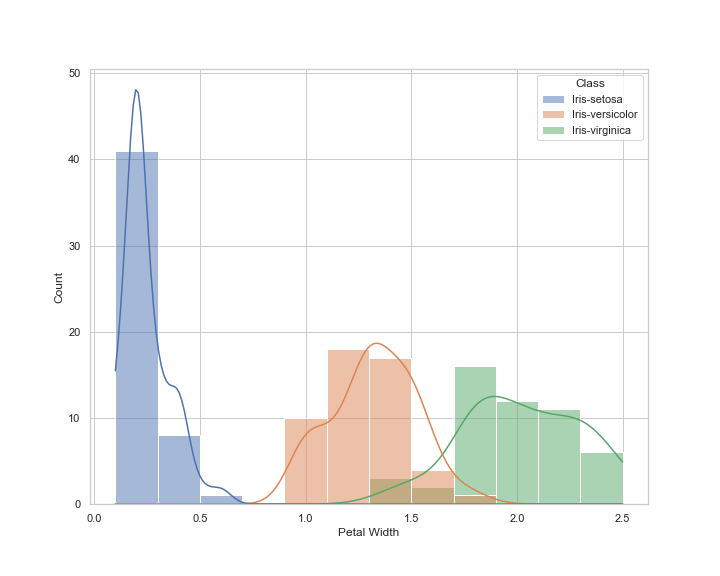 Class
Iris-setosa
Iris-versicolor
Iris-virginica
50
40
30
20
10
0
Count
0.0 0.5 1.0 1.5 2.0 2.5
Petal Width